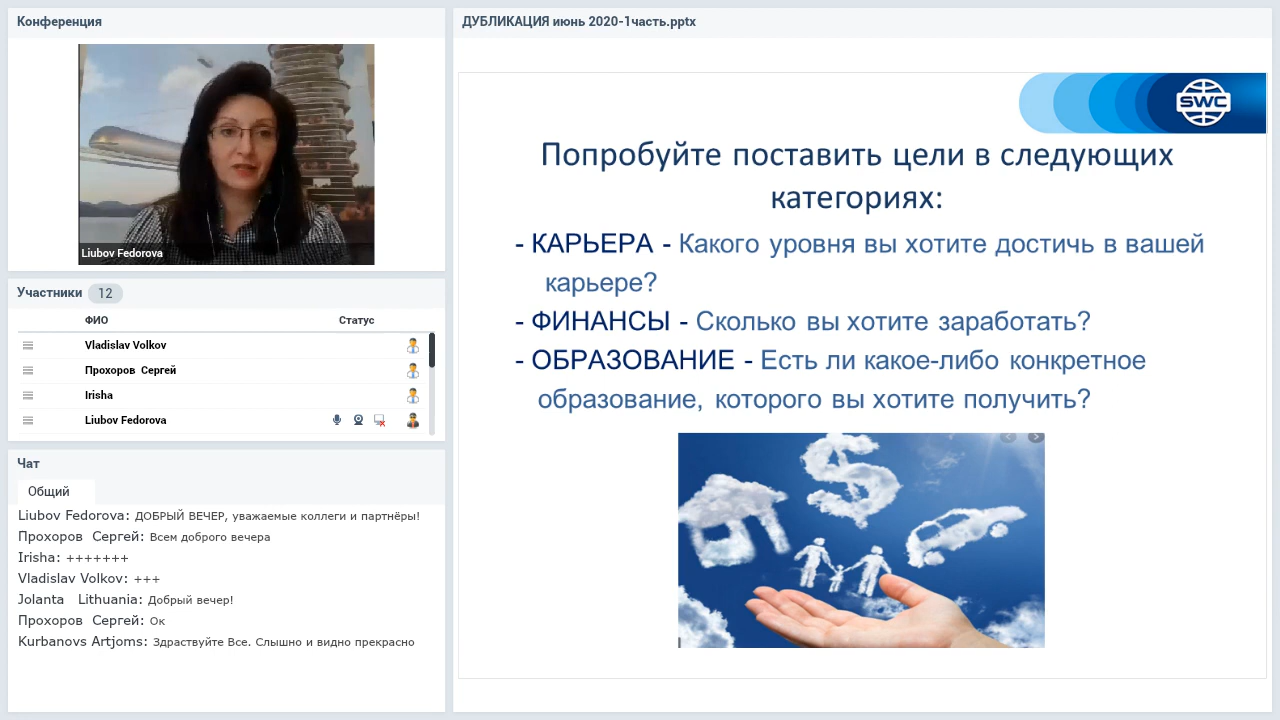 Конференция
Liubov Fedorova
Участники 12
ФИО Статус
Vladislav Volkov
Прохоров Сергей
Irisha
Liubov Fedorova
Чат
Общий
Liubov Fedorova: ДОБРЫЙ ВЕЧЕР, уважаемые коллеги и партнёры!
Прохоров Сергей: Всем доброго вечера
Irisha: +++++++
Vladislav Volkov: +++
Jolanta Lithuania: Добрый вечер!
Прохоров Сергей: Ок
Kurbanovs Artjoms: Здраствуйте Все. Слышно и видно прекрасно
ДУБЛИКАЦИЯ июнь 2020-1часть.pptx
SWC
Попробуйте поставить цели в следующих
категориях:
- КАРЬЕРА - Какого уровня вы хотите достичь в вашей
карьере?
- ФИНАНСЫ - Сколько вы хотите заработать?
- ОБРАЗОВАНИЕ - Есть ли какое-либо конкретное
образование, которого вы хотите получить?